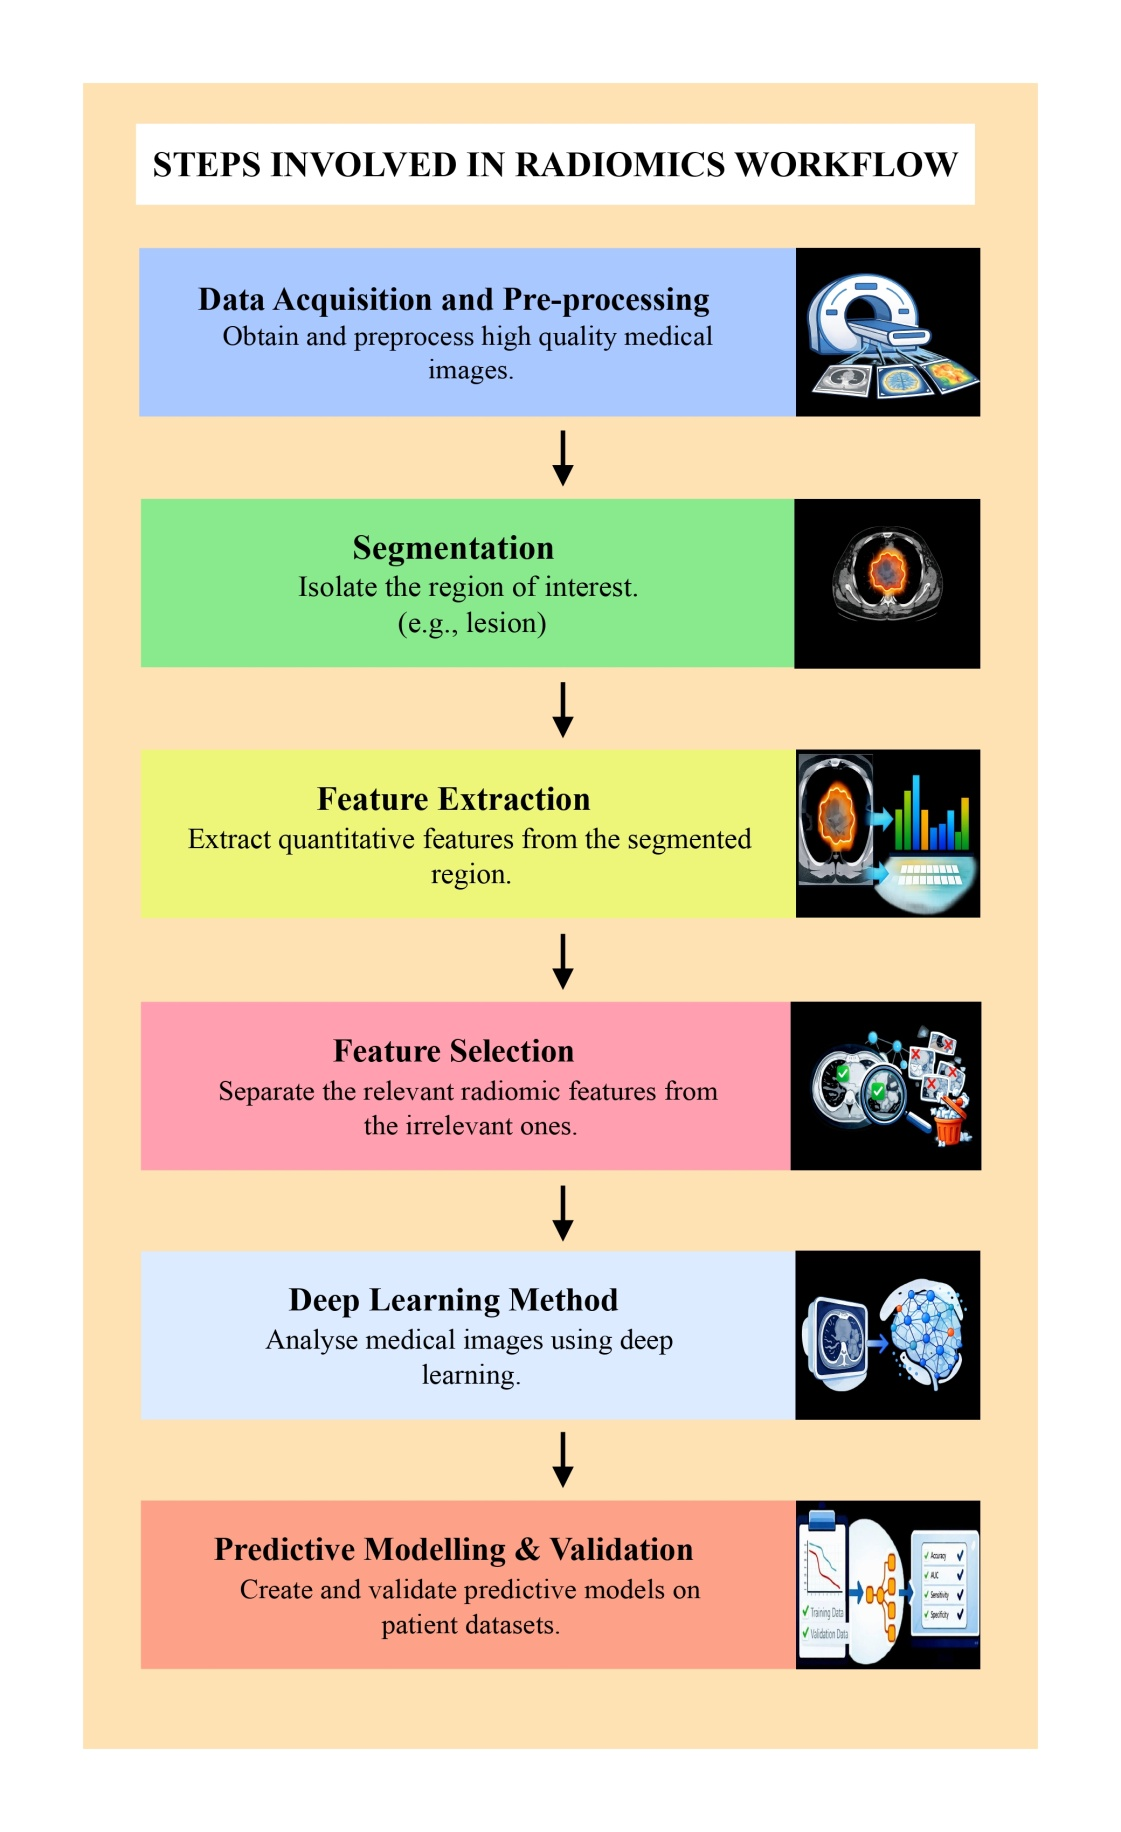 STEPS INVOLVED IN RADIOMICS WORKFLOW
Data Acquisition and Pre-processing
Obtain and preprocess high quality medical
images.
Segmentation
Isolate the region of interest.
(e.g., lesion)
Feature Extraction
Extract quantitative features from the segmented
region.
Feature Selection
Separate the relevant radiomic features from
the irrelevant ones.
Deep Learning Method
Analyse medical images using deep
learning.
Predictive Modelling & Validation
Create and validate predictive models on
patient datasets.
Training Data
Validation Data
Accuracy
AUC
Sensitivity
Specificity